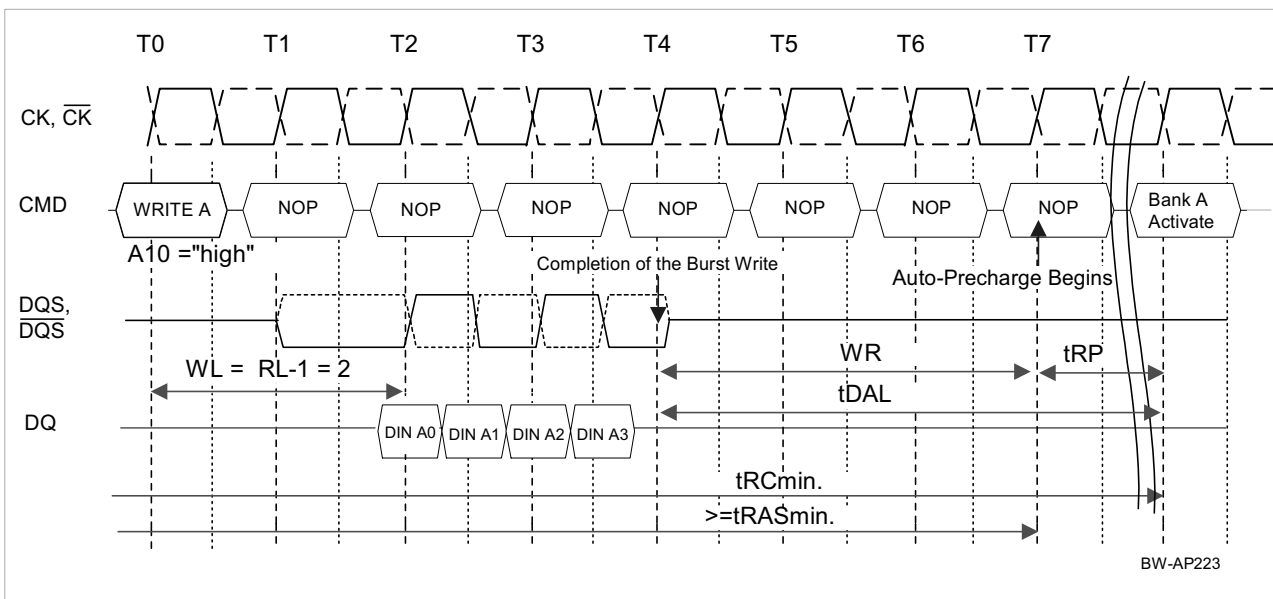 T0 T1 T2 T3 T4 T5 T6 T7
CK, CK
CMD
WRITE A NOP NOP NOP NOP NOP NOP NOP Bank A
Activate
A10 ="high"
Completion of the Burst Write
Auto-Precharge Begins
DQS,
DQS
WL = RL-1 = 2
WR
tRP
tDAL
DQ
DIN A0 DIN A1 DIN A2 DIN A3
tRCmin.
>=tRASmin.
BW-AP223